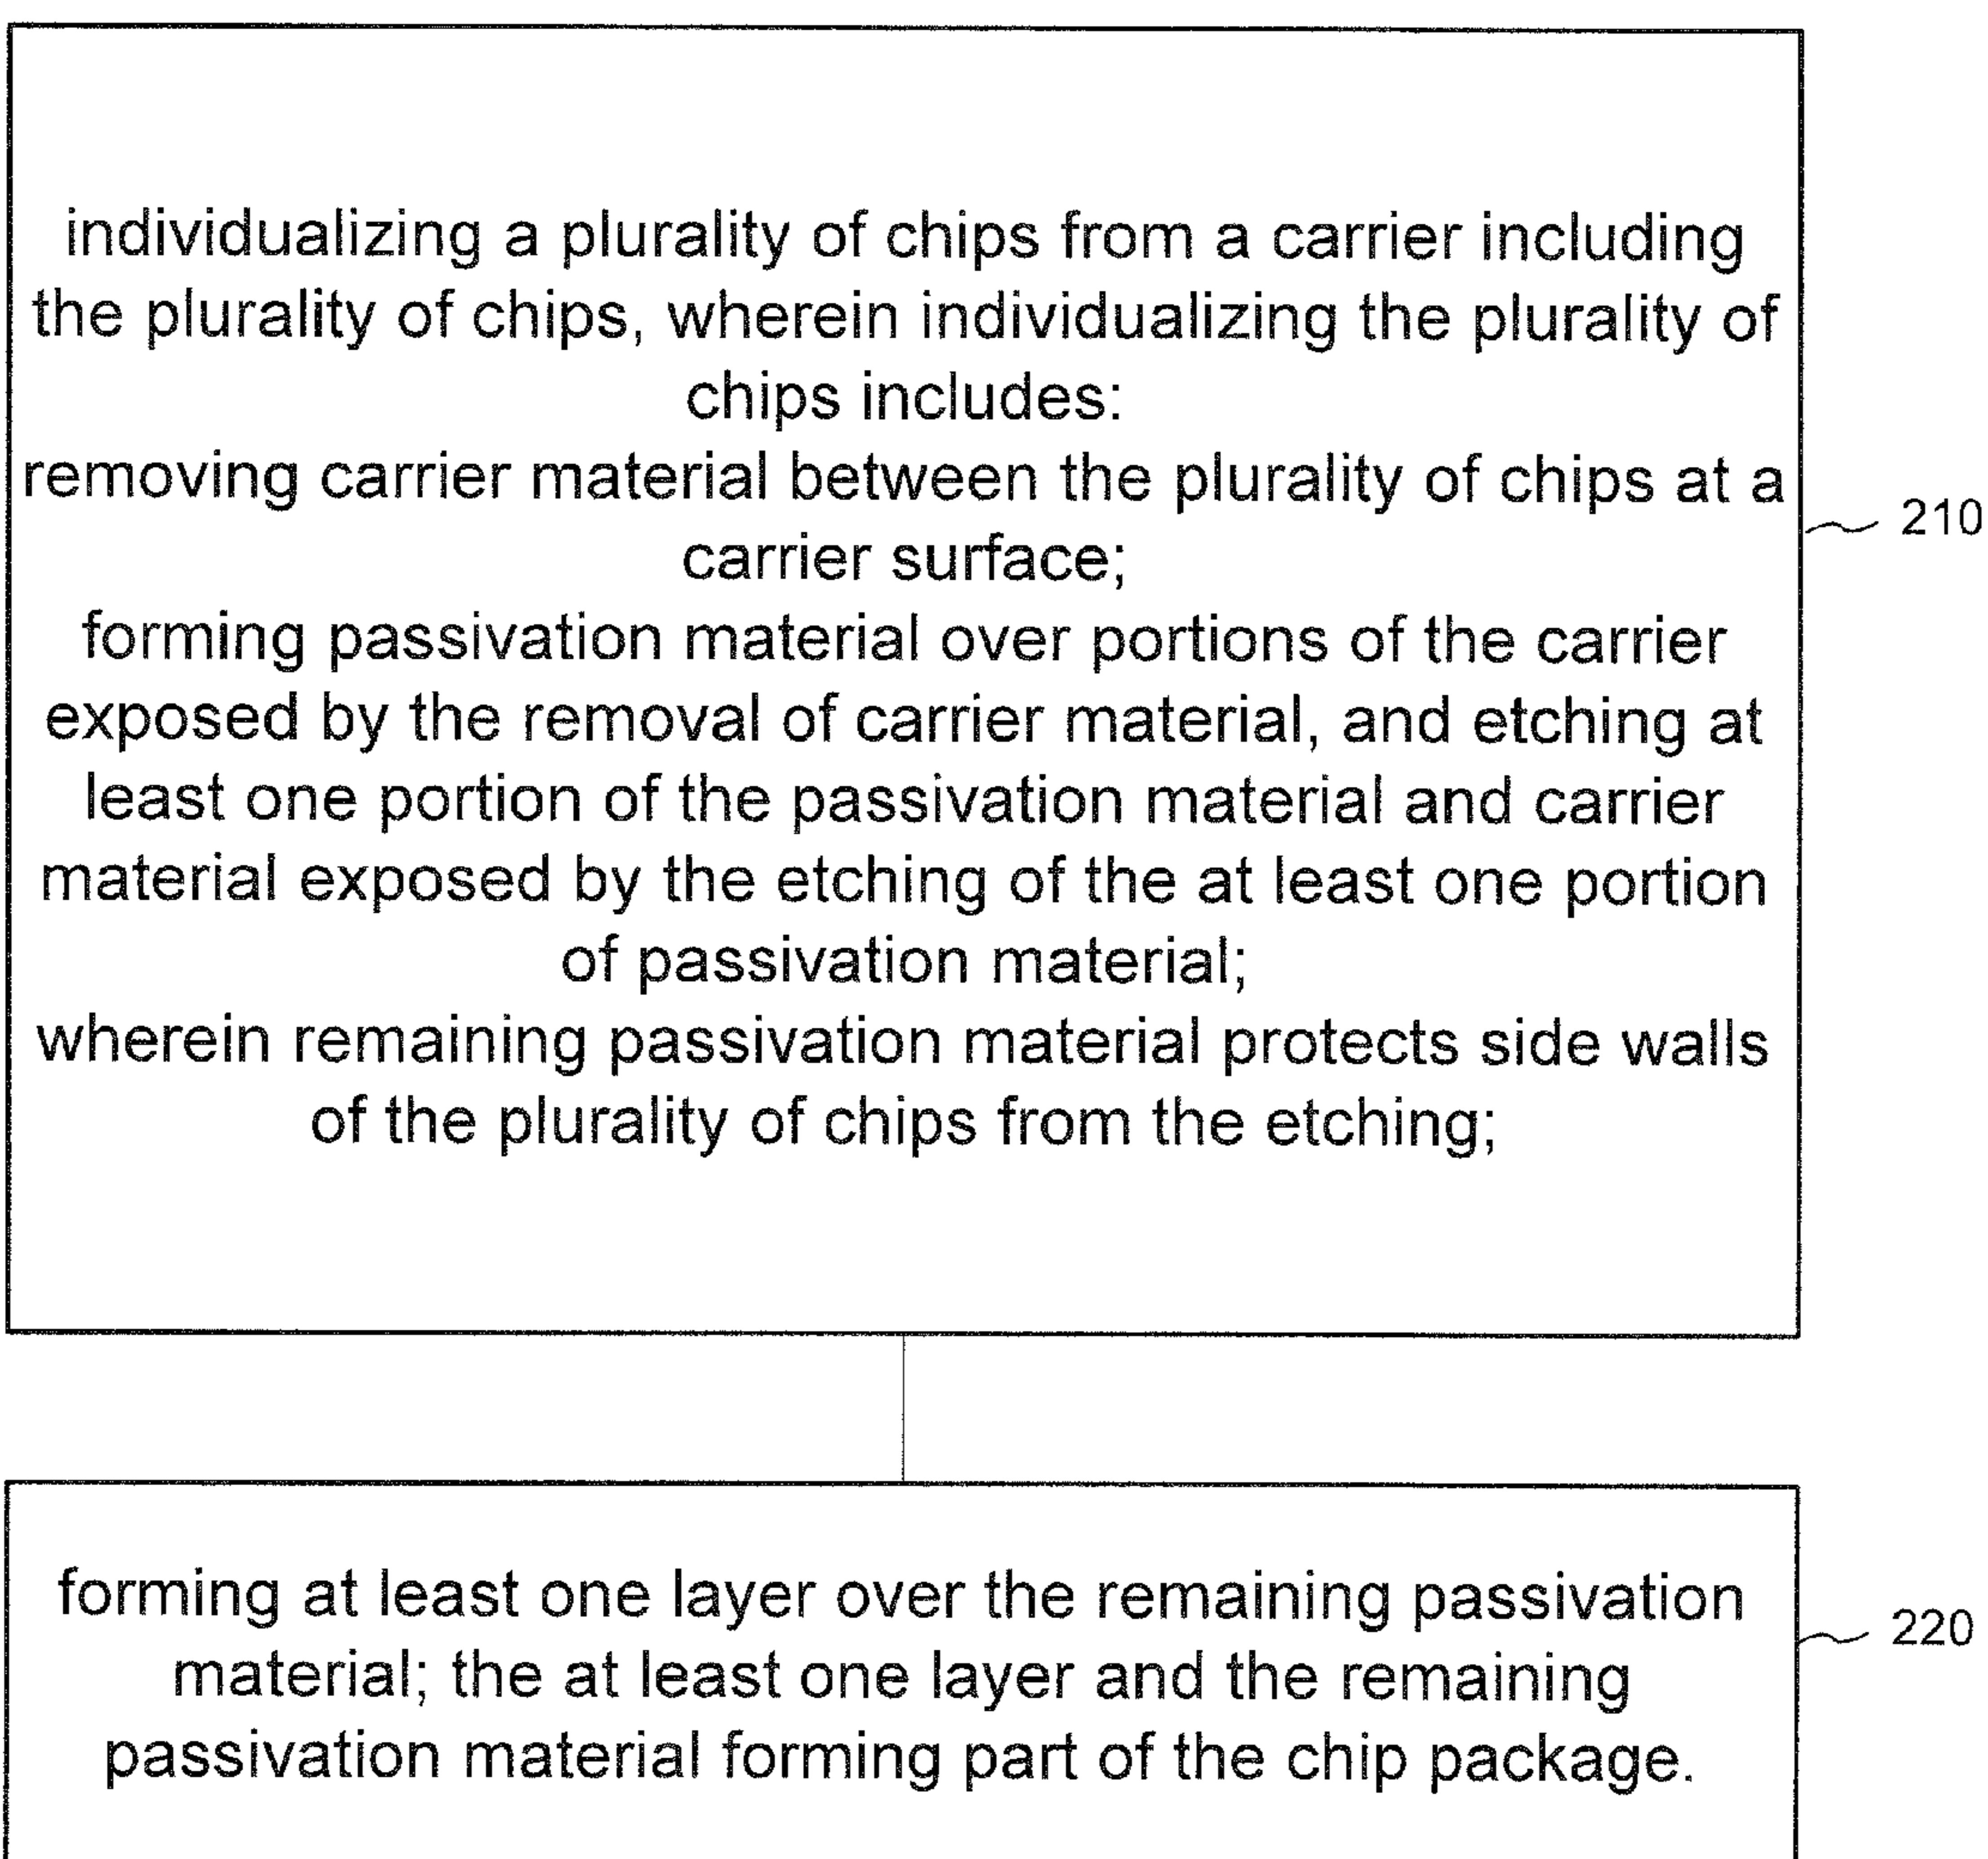 individualizing a plurality of chips from a carrier including
the plurality of chips, wherein individualizing the plurality of
chips includes:
removing carrier material between the plurality of chips at a
carrier surface;
forming passivation material over portions of the carrier
exposed by the removal of carrier material, and etching at
least one portion of the passivation material and carrier
material exposed by the etching of the at least one portion
of passivation material;
wherein remaining passivation material protects side walls
of the plurality of chips from the etching;
210
forming at least one layer over the remaining passivation
material; the at least one layer and the remaining
passivation material forming part of the chip package.
220